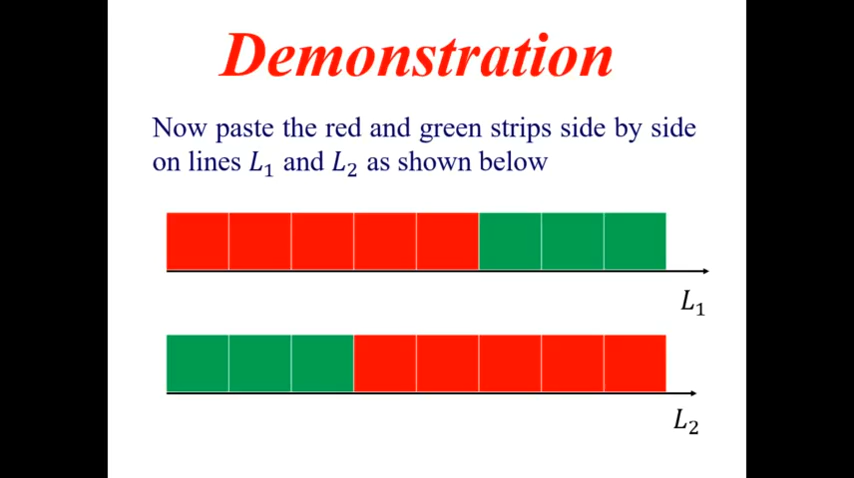 Demonstration
Now paste the red and green strips side by side
on lines L₁ and L₂ as shown below
L₁
L₂